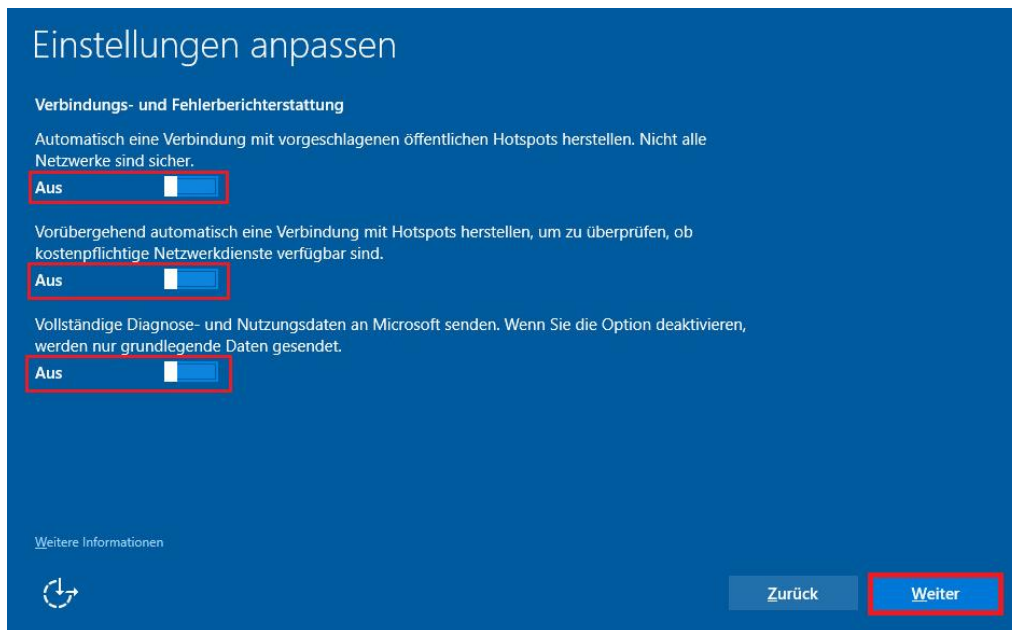 Einstellungen anpassen
Verbindungs- und Fehlerberichterstattung
Automatisch eine Verbindung mit vorgeschlagenen öffentlichen Hotspots herstellen. Nicht alle
Netzwerke sind sicher.
Aus
Vorübergehend automatisch eine Verbindung mit Hotspots herstellen, um zu überprüfen, ob
kostenpflichtige Netzwerkdienste verfügbar sind.
Aus
Vollständige Diagnose- und Nutzungsdaten an Microsoft senden. Wenn Sie die Option deaktivieren,
werden nur grundlegende Daten gesendet.
Aus
Weitere Informationen
Zurück
Weiter